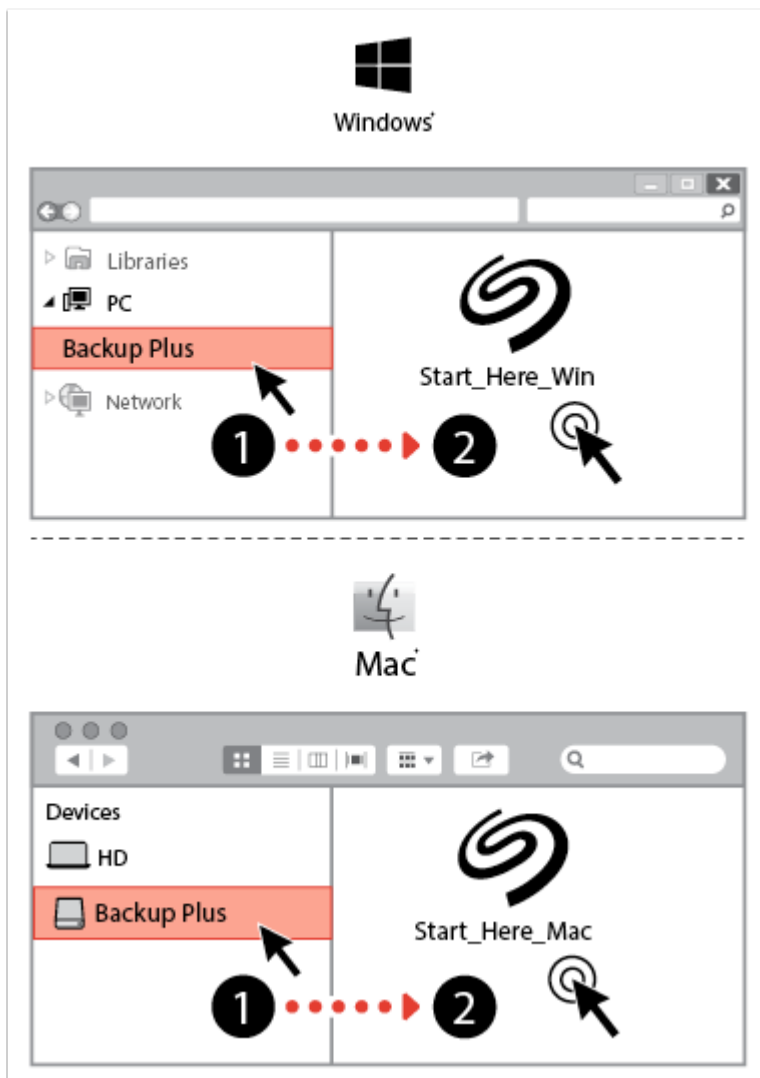 Windows+
Libraries
PC
Backup Plus
Network
Start_Here_Win
1
2
Mac+
Devices
HD
Backup Plus
Start_Here_Mac
1
2